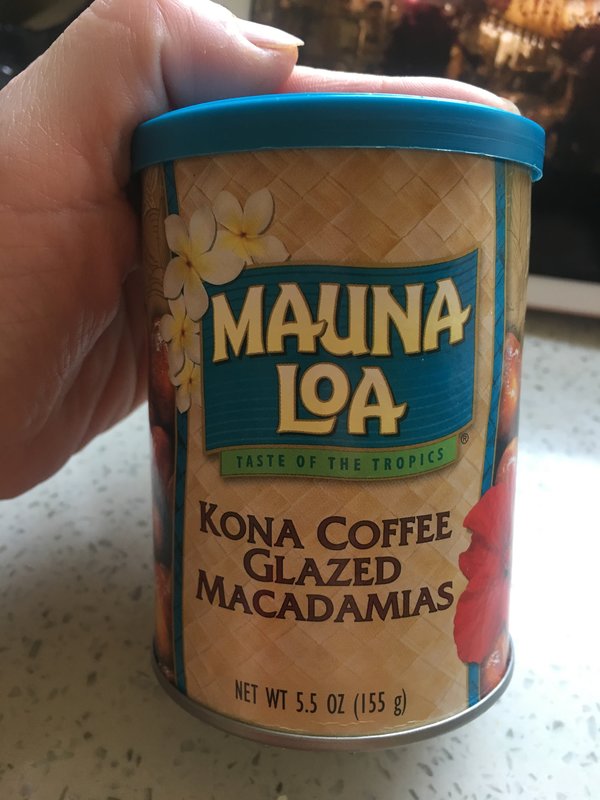 MAUNA
LOA
®
TASTE OF THE TROPICS
KONA COFFEE
GLAZED
MACADAMIAS
NET WT 5.5 OZ (155 g)